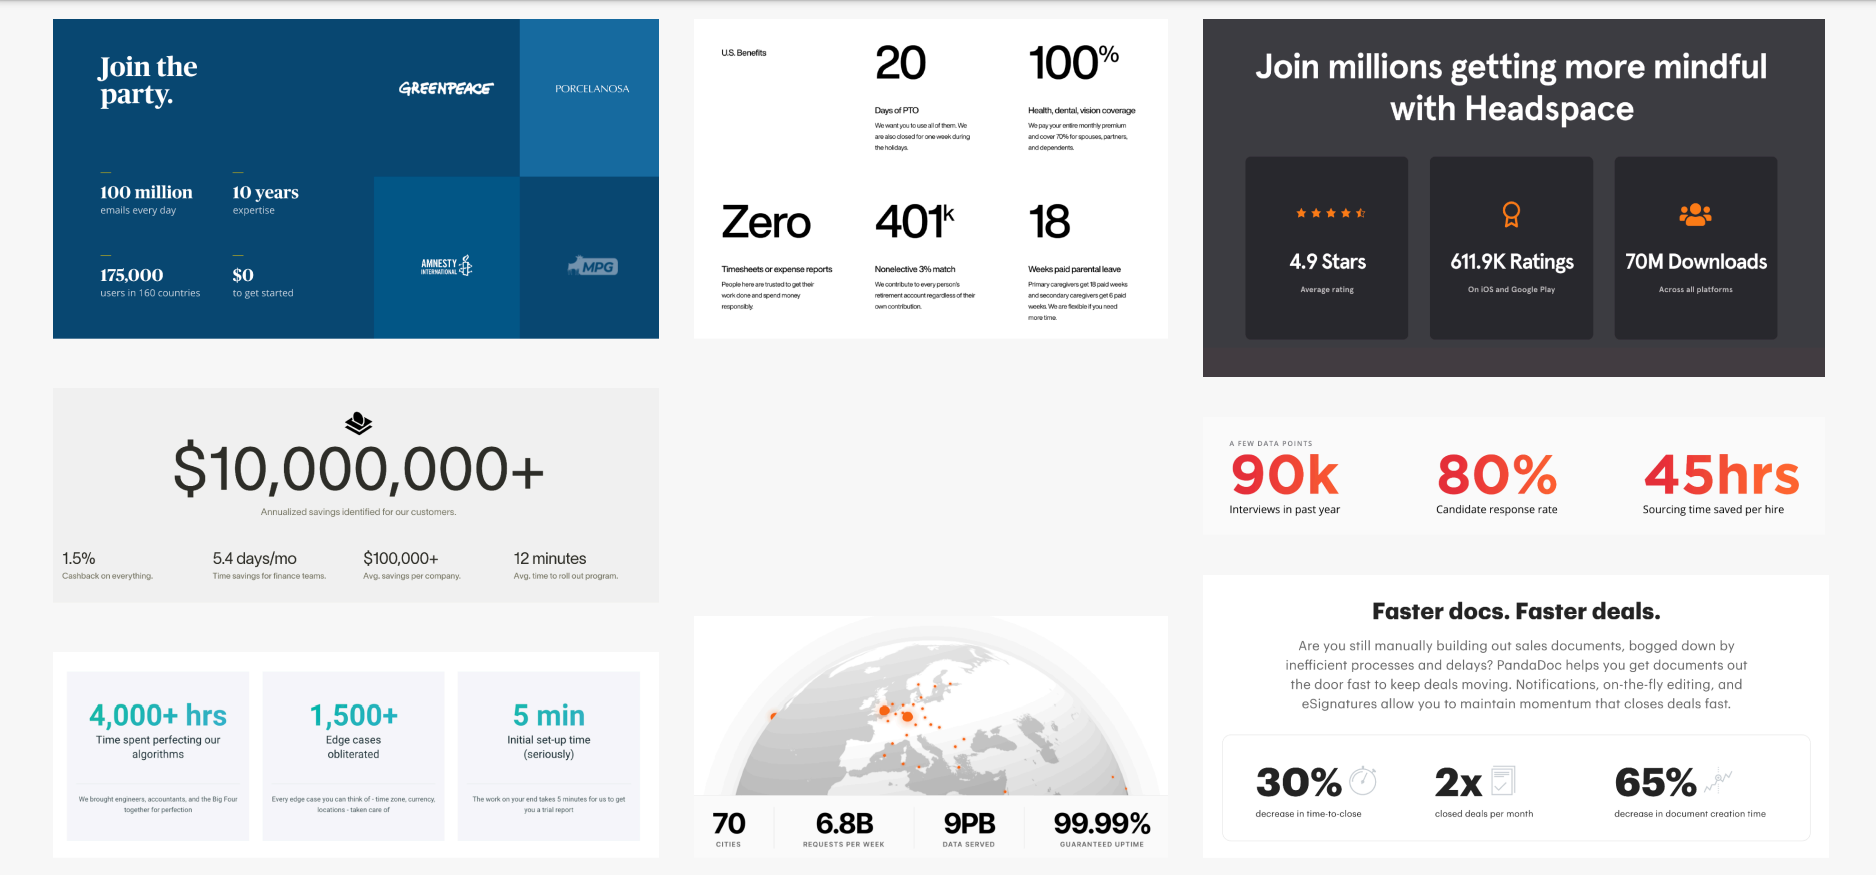 Join the
party.
GREENPEACE
PORCELANOSA
100 million
emails every day
10 years
expertise
175,000
users in 160 countries
$0
to get started
AMNESTY
INTERNATIONAL
MPG
U.S. Benefits
20
Days of PTO
We want you to use all of them. We
are also closed for one week during
the holidays.
100%
Health, dental, vision coverage
We pay your entire monthly premium
and cover 70% for spouses, partners,
and dependents.
Zero
Timesheets or expense reports
People here are trusted to get their
work done and spend money
responsibly.
401k
Nonelective 3% match
We contribute to every person's
retirement account regardless of their
own contribution.
18
Weeks paid parental leave
Primary caregivers get 18 paid weeks
and secondary caregivers get 6 paid
weeks. We are flexible if you need
more time.
Join millions getting more mindful
with Headspace
4.9 Stars
Average rating
611.9K Ratings
On iOS and Google Play
70M Downloads
Across all platforms
$10,000,000+
Annualized savings identified for our customers.
1.5%
Cashback on everything.
5.4 days/mo
Time savings for finance teams.
$100,000+
Avg. savings per company.
12 minutes
Avg. time to roll out program.
A FEW DATA POINTS
90k
Interviews in past year
80%
Candidate response rate
45hrs
Sourcing time saved per hire
4,000+ hrs
Time spent perfecting our
algorithms
We brought engineers, accountants, and the Big Four
together for perfection
1,500+
Edge cases
obliterated
Every edge case you can think of - time zone, currency,
locations - taken care of
5 min
Initial set-up time
(seriously)
The work on your end takes 5 minutes for us to get
you a trial report
70
CITIES
6.8B
REQUESTS PER WEEK
9PB
DATA SERVED
99.99%
GUARANTEED UPTIME
Faster docs. Faster deals.
Are you still manually building out sales documents, bogged down by
inefficient processes and delays? PandaDoc helps you get documents out
the door fast to keep deals moving. Notifications, on-the-fly editing, and
eSignatures allow you to maintain momentum that closes deals fast.
30%
decrease in time-to-close
2x
closed deals per month
65%
decrease in document creation time